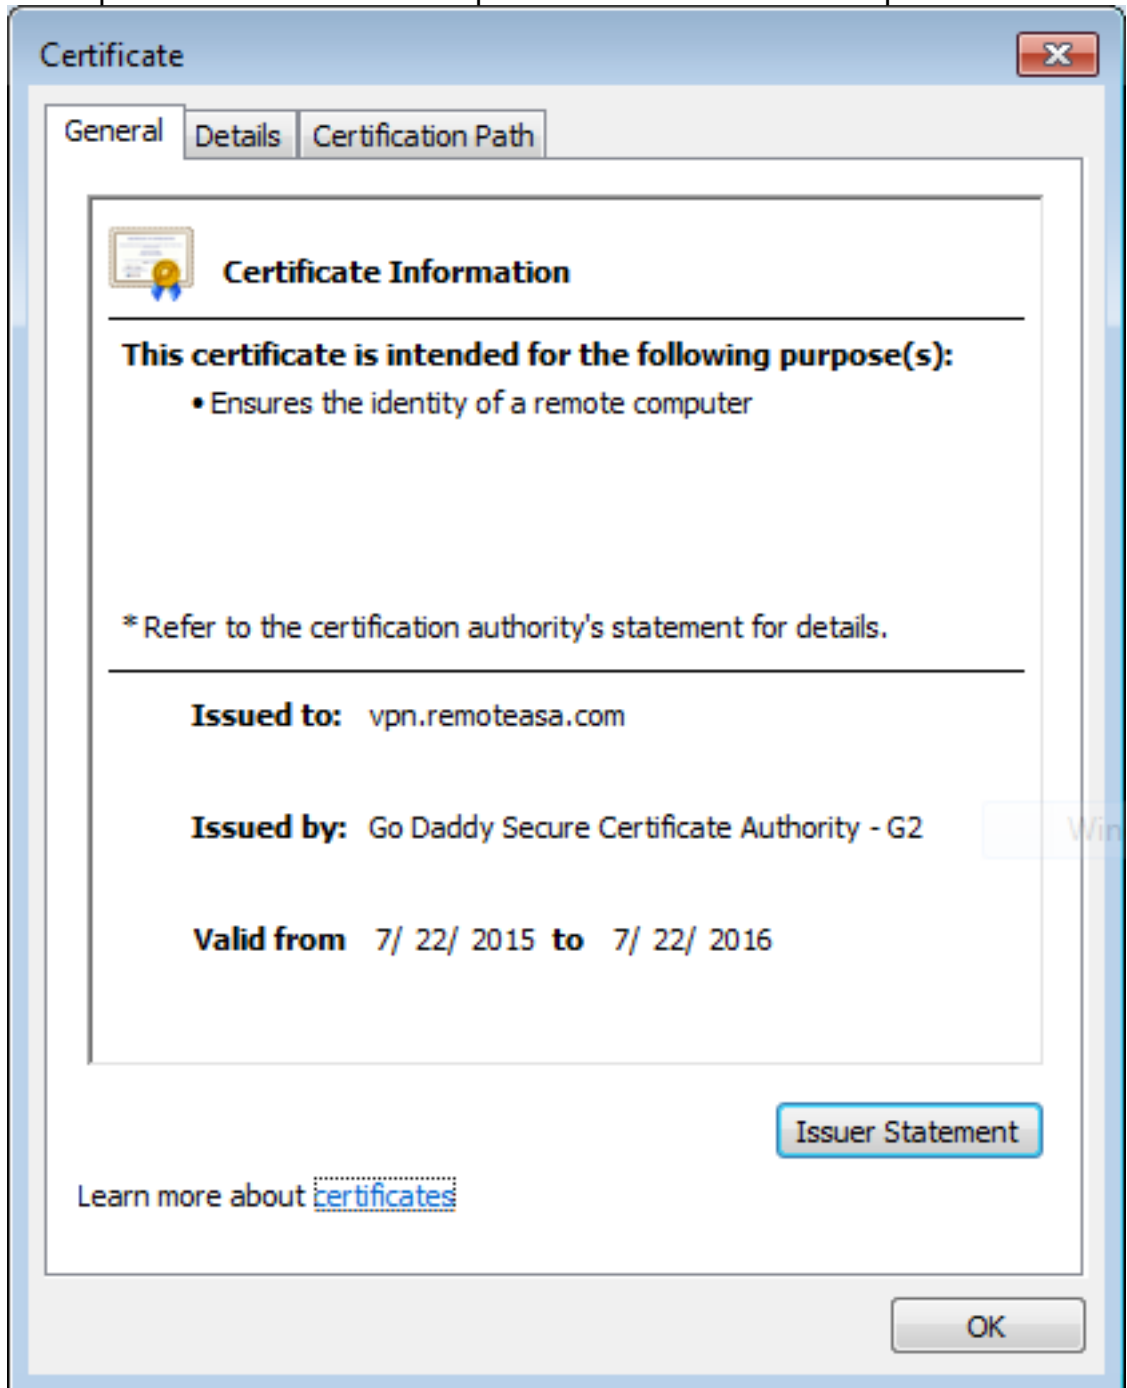 Certificate
General Details Certification Path
Certificate Information
This certificate is intended for the following purpose(s):
• Ensures the identity of a remote computer
* Refer to the certification authority's statement for details.
Issued to: vpn.remoteasa.com
Issued by: Go Daddy Secure Certificate Authority - G2
Win
Valid from 7/ 22/ 2015 to 7/ 22/ 2016
Issuer Statement
Learn more about certificates
OK